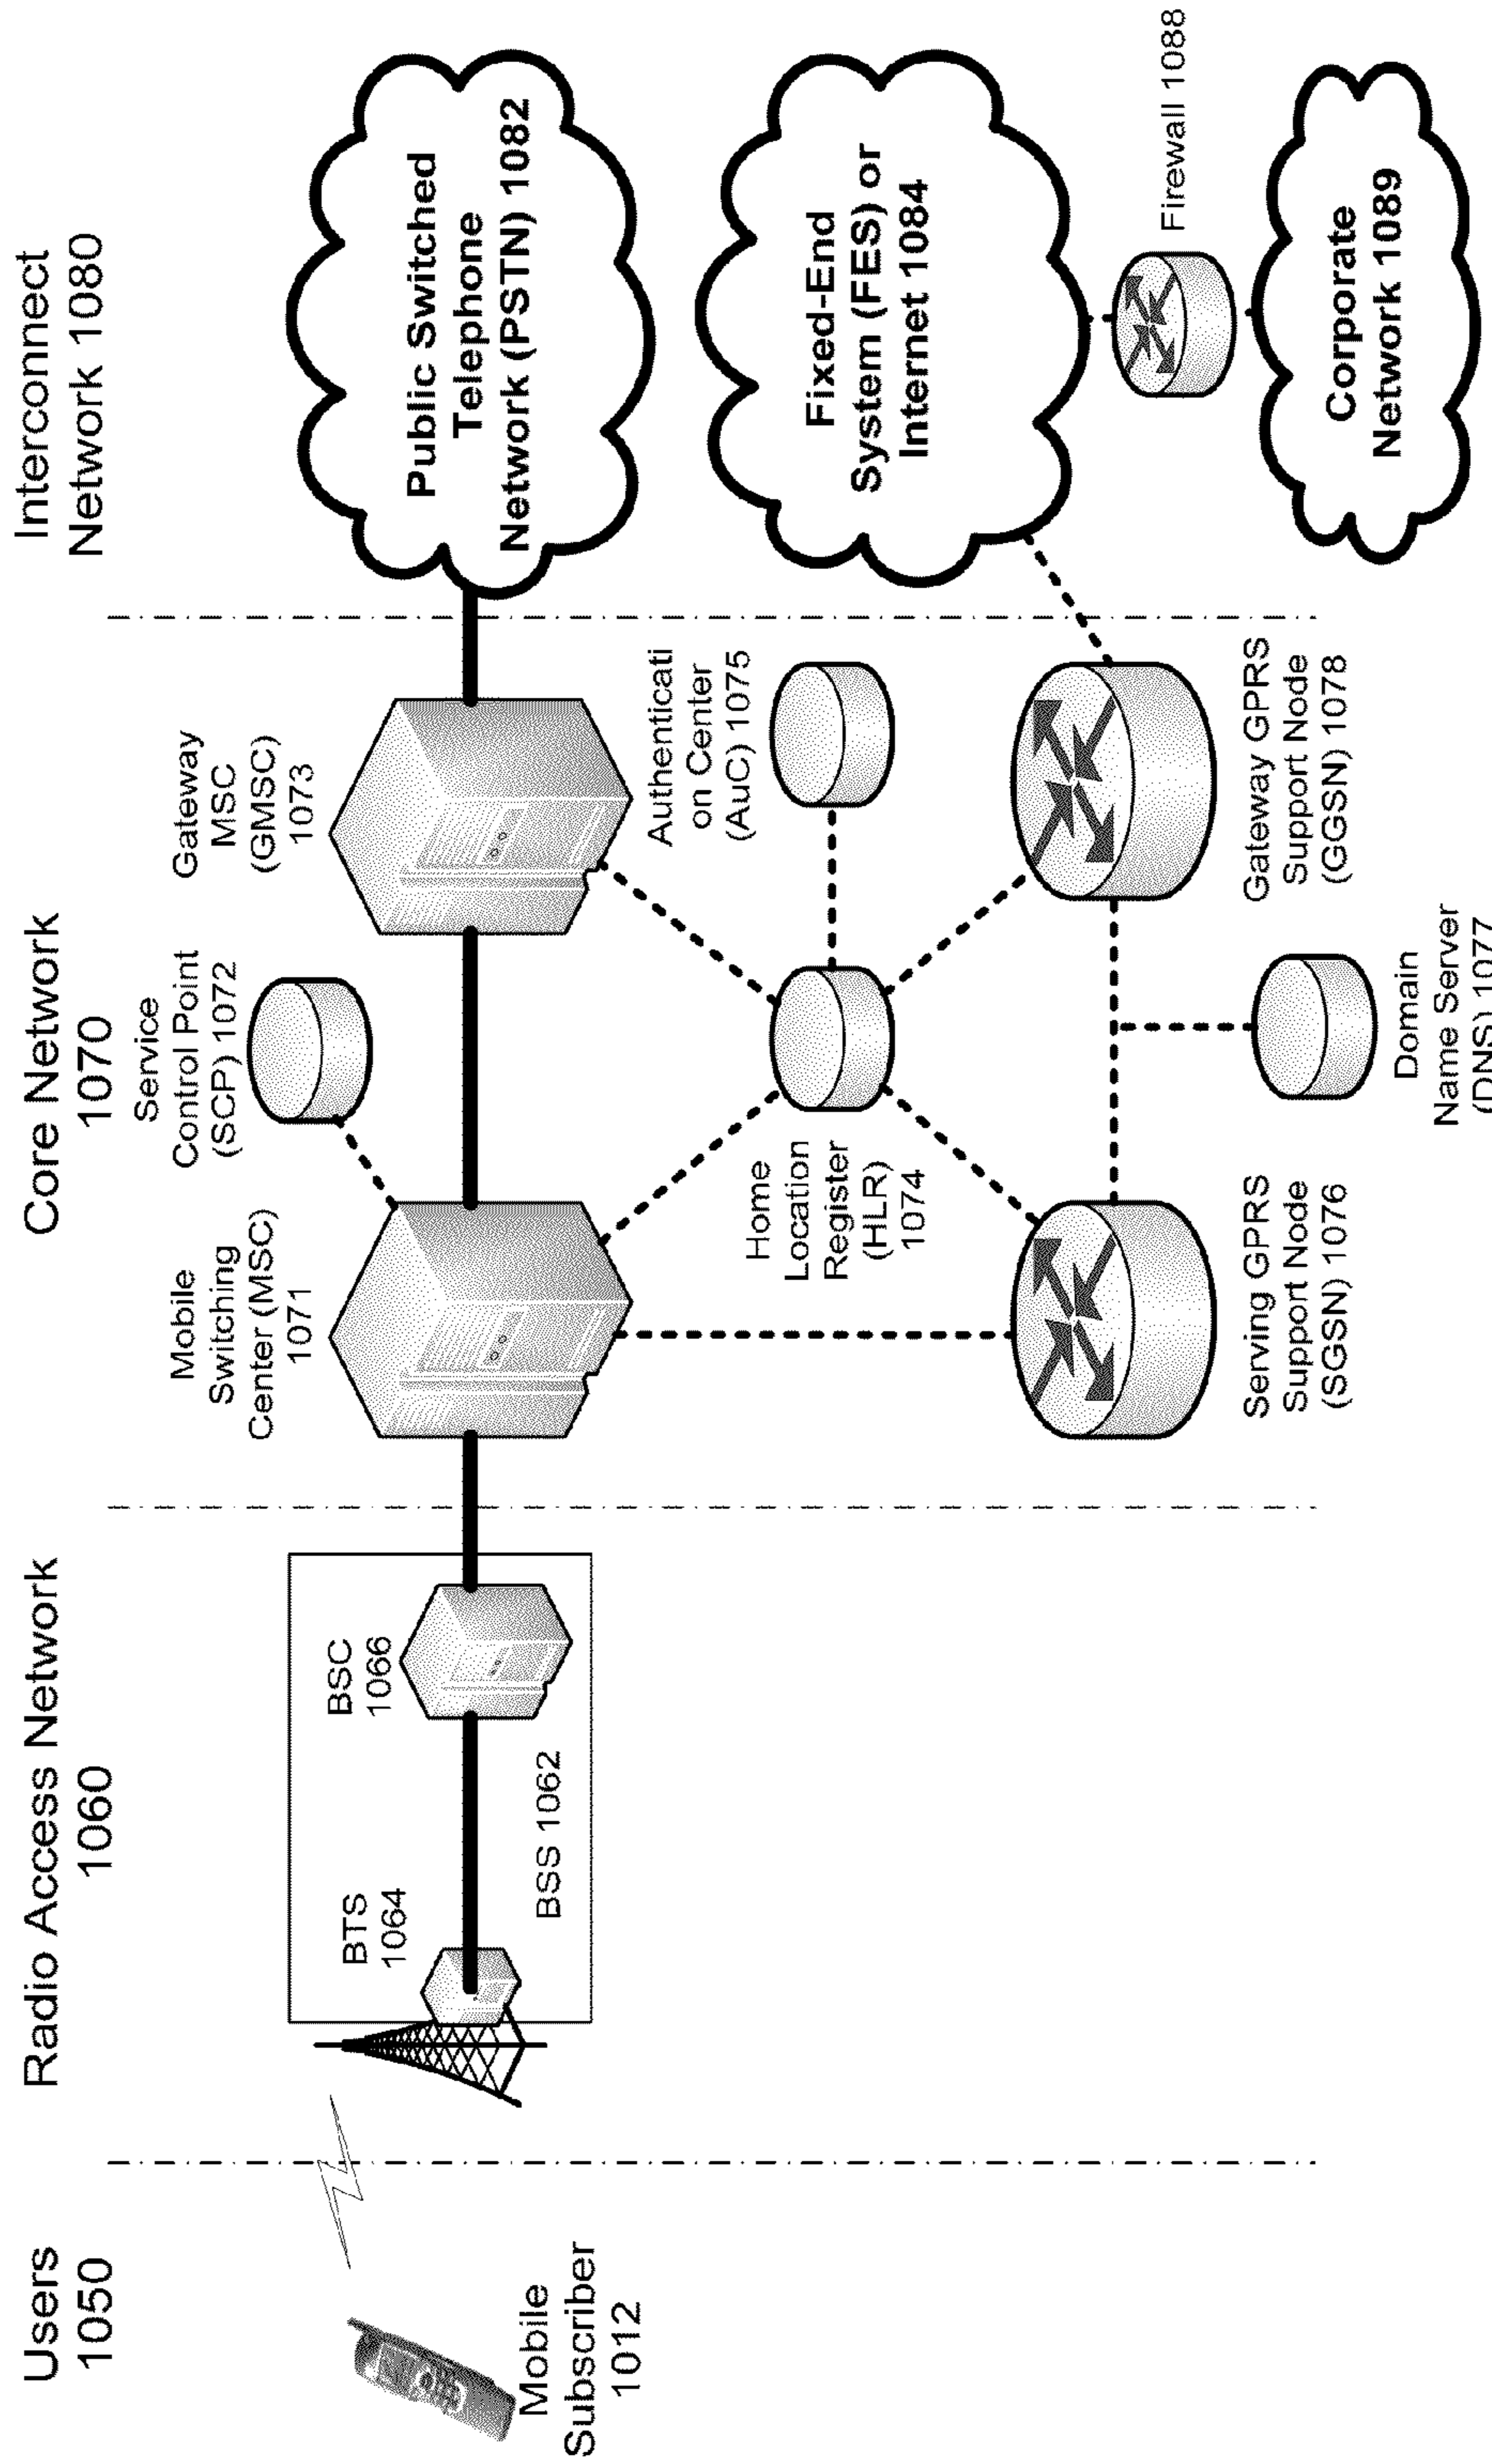 Users
1050
Radio Access Network
1060
Core Network
1070
Interconnect
Network 1080
Mobile
Subscriber
1012
BTS
1064
BSC
1066
BSS 1062
Mobile
Switching
Center (MSC)
1071
Service
Control Point
(SCP) 1072
Gateway
MSC
(GMSC)
1073
Home
Location
Register
(HLR)
1074
Authenticati
on Center
(AuC) 1075
Serving GPRS
Support Node
(SGSN) 1076
Domain
Name Server
(DNS) 1077
Gateway GPRS
Support Node
(GGSN) 1078
Public Switched
Telephone
Network (PSTN) 1082
Fixed-End
System (FES) or
Internet 1084
Firewall 1088
Corporate
Network 1089